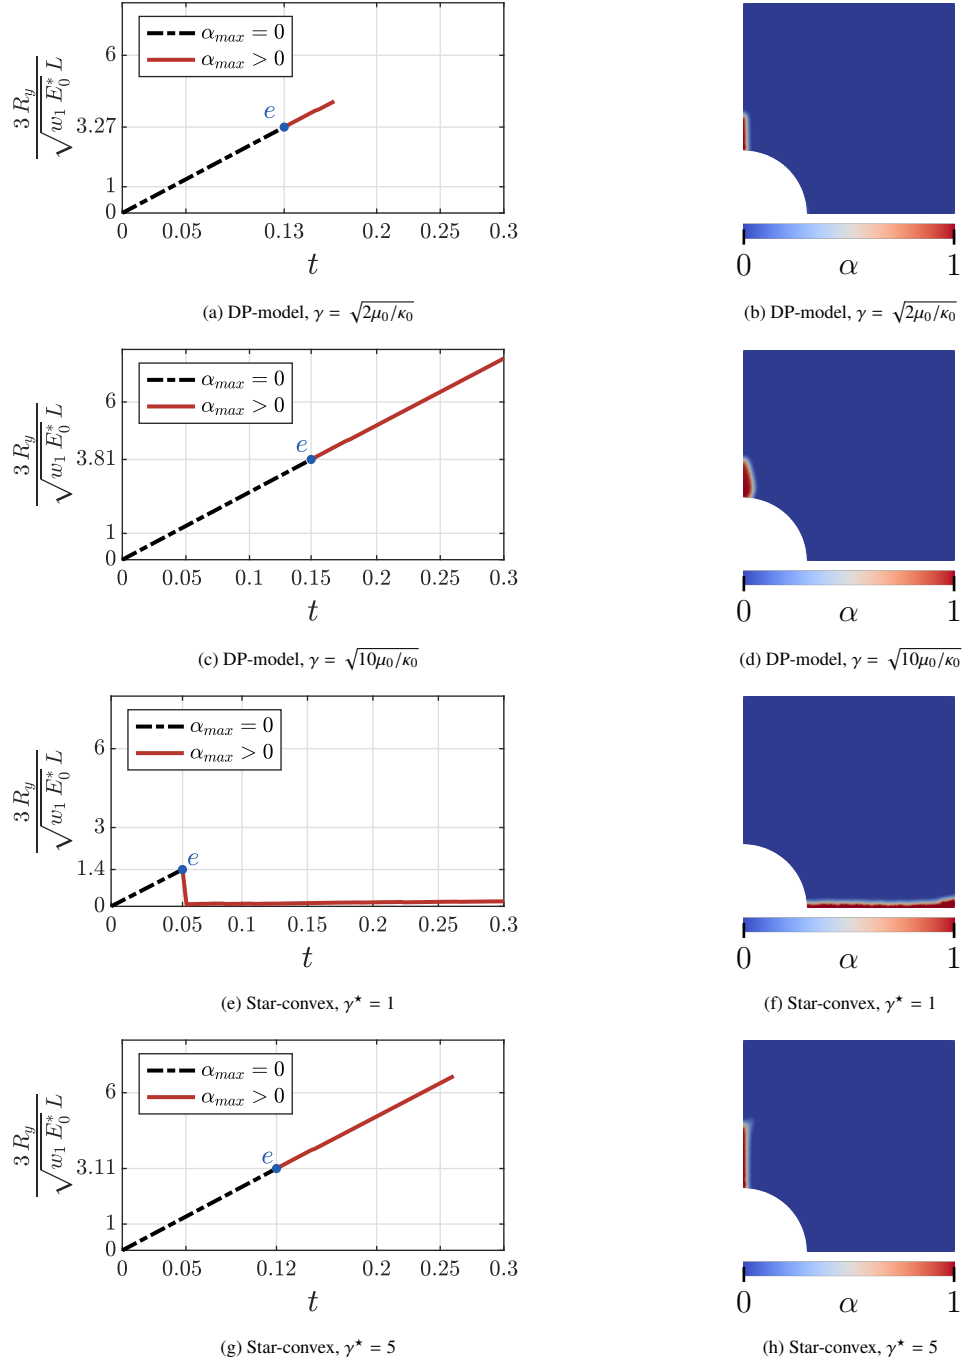 α_max = 0
α_max > 0
3 R_y / √(w_1 E_0^* L)
6
3.27
1
0
e
0 0.05 0.13 0.2 0.25 0.3
t
0 α 1
(a) DP-model, γ = √(2μ_0/κ_0)
(b) DP-model, γ = √(2μ_0/κ_0)
α_max = 0
α_max > 0
3 R_y / √(w_1 E_0^* L)
6
3.81
1
0
e
0 0.05 0.1 0.15 0.2 0.25 0.3
t
0 α 1
(c) DP-model, γ = √(10μ_0/κ_0)
(d) DP-model, γ = √(10μ_0/κ_0)
α_max = 0
α_max > 0
3 R_y / √(w_1 E_0^* L)
6
3
1.4
0
e
0 0.05 0.1 0.15 0.2 0.25 0.3
t
0 α 1
(e) Star-convex, γ* = 1
(f) Star-convex, γ* = 1
α_max = 0
α_max > 0
3 R_y / √(w_1 E_0^* L)
6
3.11
1
0
e
0 0.05 0.12 0.2 0.25 0.3
t
0 α 1
(g) Star-convex, γ* = 5
(h) Star-convex, γ* = 5